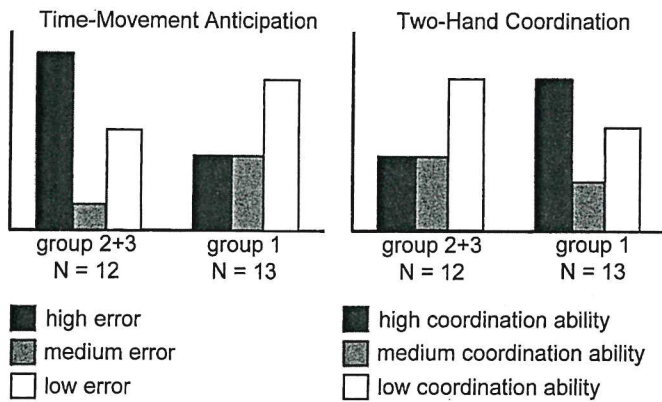 Time-Movement Anticipation
group 2+3
N = 12
group 1
N = 13
high error
medium error
low error
Two-Hand Coordination
group 2+3
N = 12
group 1
N = 13
high coordination ability
medium coordination ability
low coordination ability